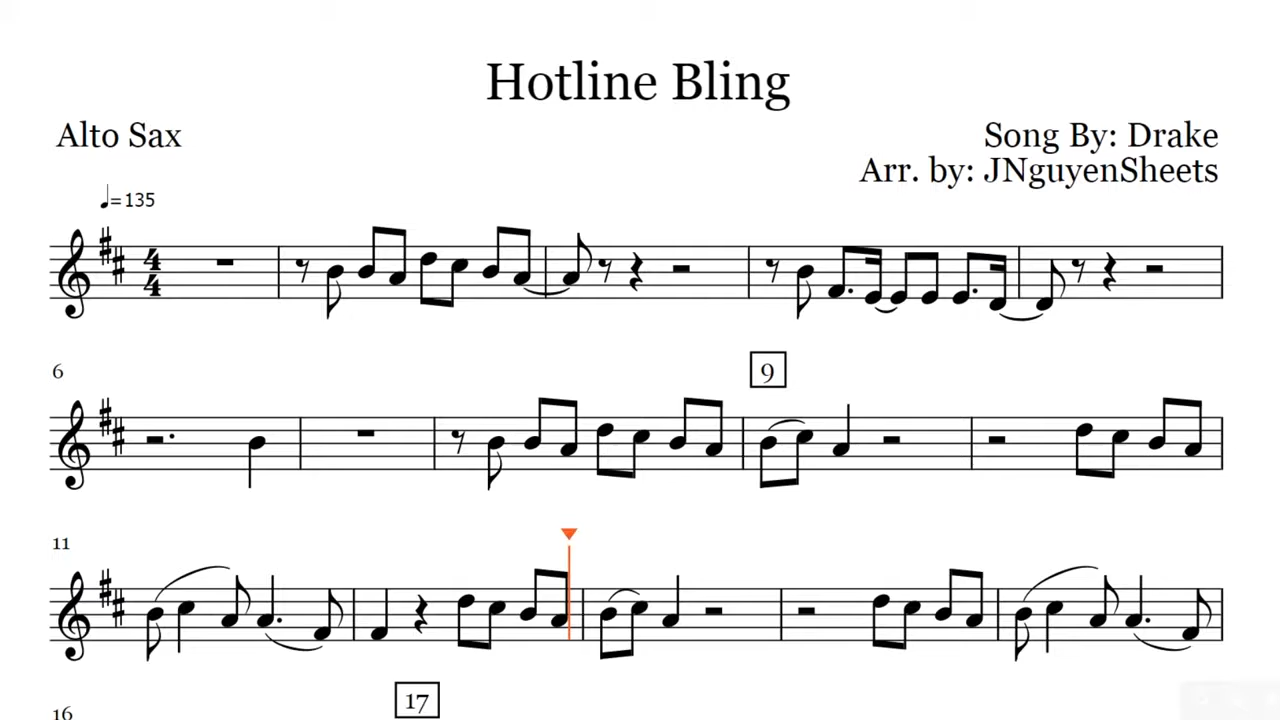 Hotline Bling
Alto Sax
Song By: Drake
Arr. by: JNguyenSheets
♩=135
4
4
6
9
11
16
17